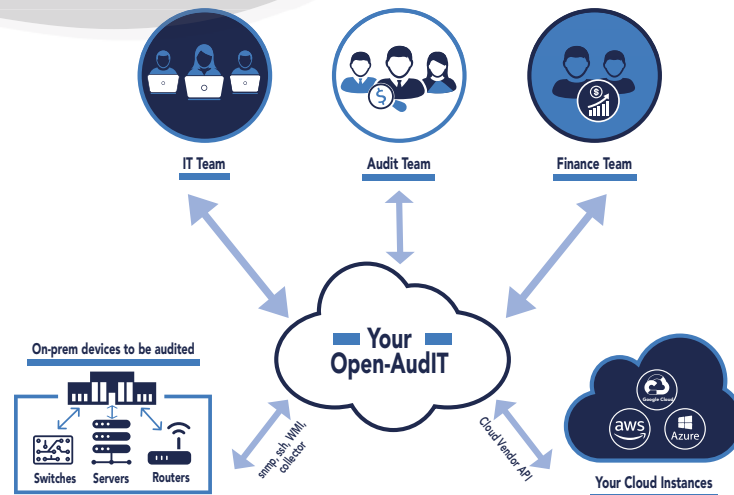 IT Team
Audit Team
Finance Team
$
$
Your
Open-AudIT
On-prem devices to be audited
Switches
Servers
Routers
snmp, ssh, WMI,
collector
Cloud Vendor API
Google Cloud
aws
Azure
Your Cloud Instances